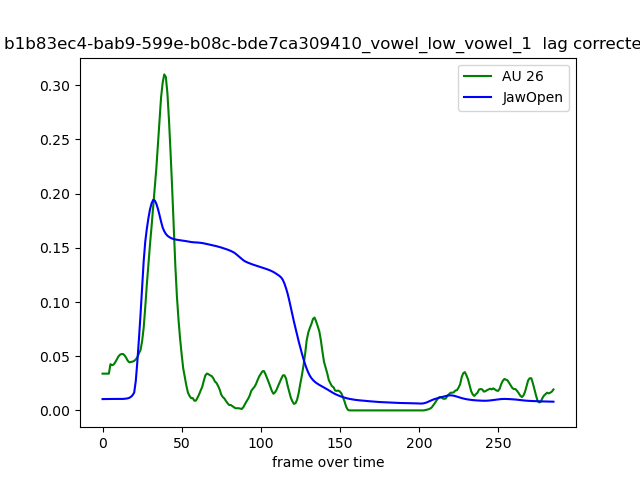 b1b83ec4-bab9-599e-b08c-bde7ca309410_vowel_low_vowel_1 lag correcte
AU 26
JawOpen
0.30
0.25
0.20
0.15
0.10
0.05
0.00
0 50 100 150 200 250
frame over time